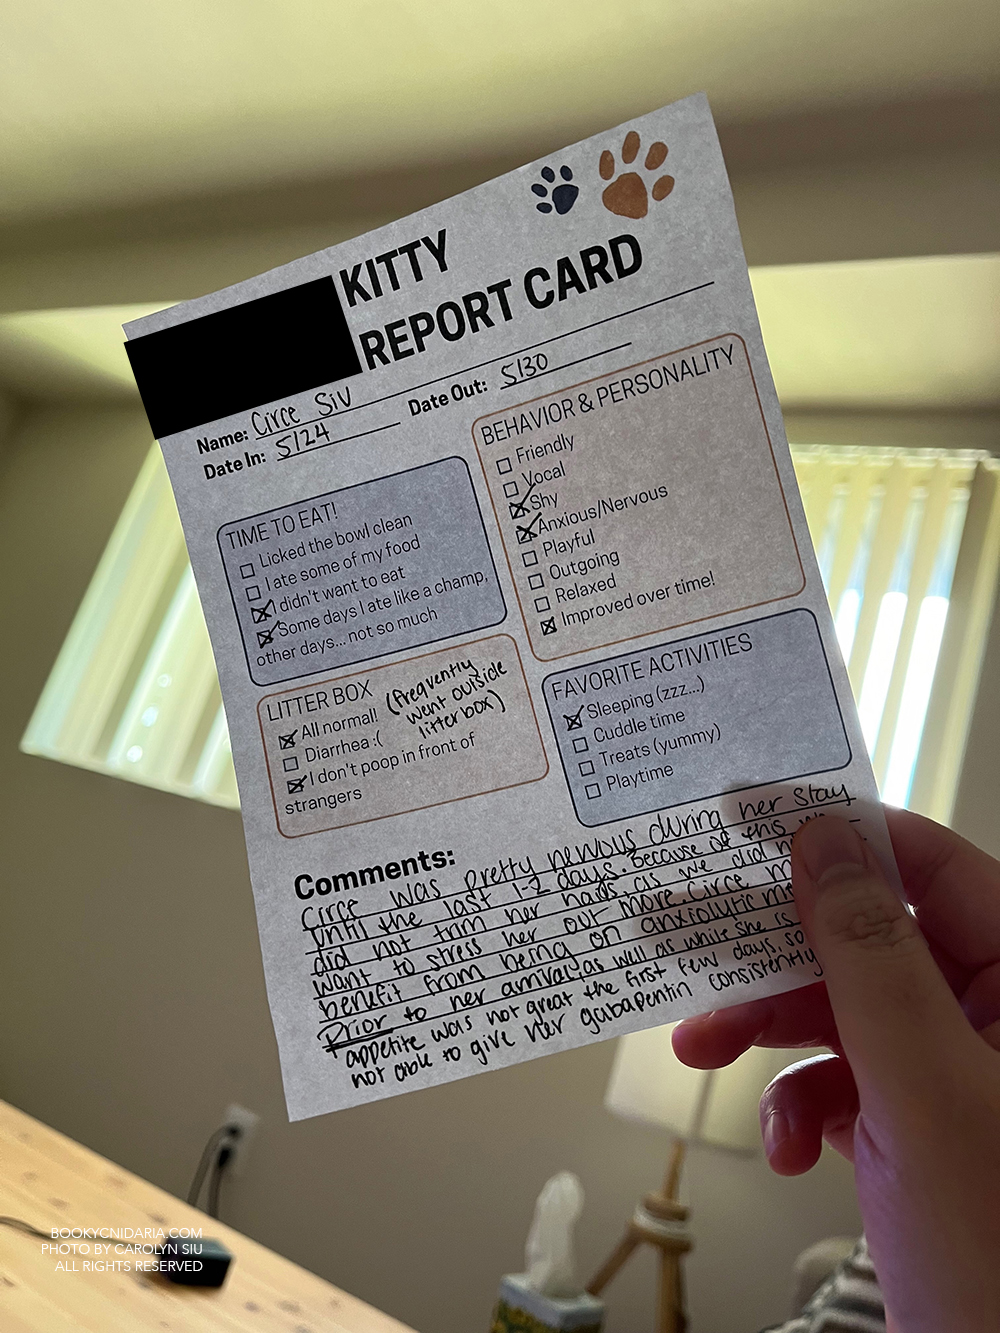 KITTY
REPORT CARD
Name: Circe Siu
Date In: 5/24 Date Out: 5/30
TIME TO EAT!
Licked the bowl clean
I ate some of my food
I didn't want to eat
Some days I ate like a champ,
other days... not so much
BEHAVIOR & PERSONALITY
Friendly
Vocal
Shy
Anxious/Nervous
Playful
Outgoing
Relaxed
Improved over time!
LITTER BOX
(frequently
went outside
litterbox)
All normal!
Diarrhea :(
I don't poop in front of
strangers
FAVORITE ACTIVITIES
Sleeping (zzz...)
Cuddle time
Treats (yummy)
Playtime
Comments:
Circe was pretty nervous during her stay
until the last 1-2 days. Because of this
did not trim her nails, as we did
want to stress her out more. Circe
benefit from being on anxiolytic
prior to her arrival, as well as while she is
appetite was not great the first few days, so
not able to give her gabapentin consistently
BOOKYCNIDARIA.COM
PHOTO BY CAROLYN SIU
ALL RIGHTS RESERVED